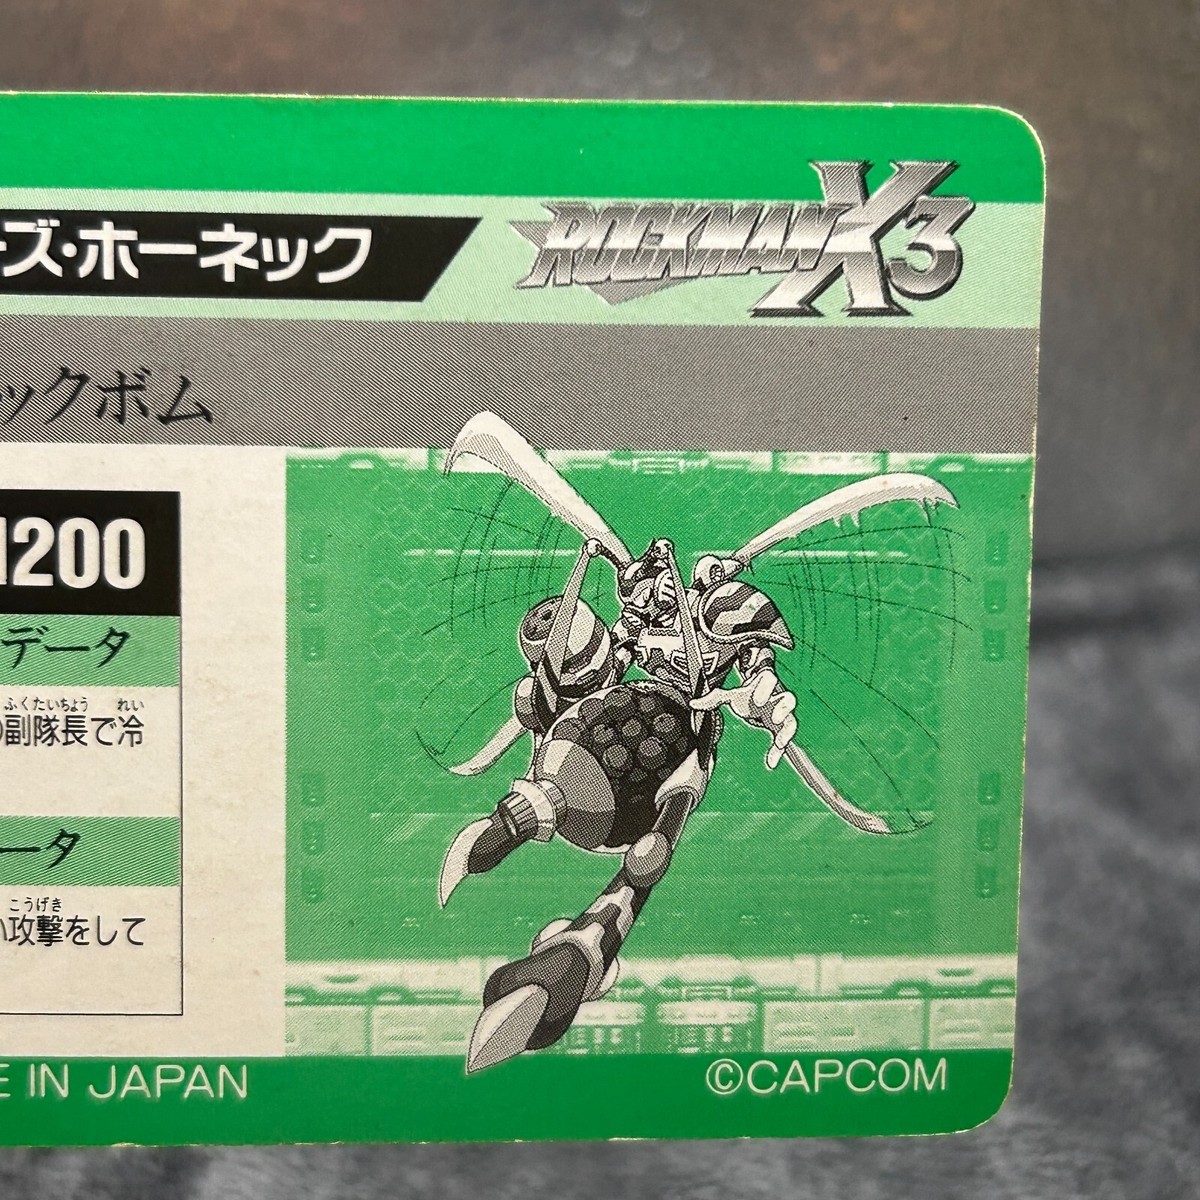 ーズ・ホーネック
ROCKMAN X3
ックボム
1200
データ
ふくたいちょう れい
の副隊長で冷
ータ
こうげき
い攻撃をして
E IN JAPAN
©CAPCOM